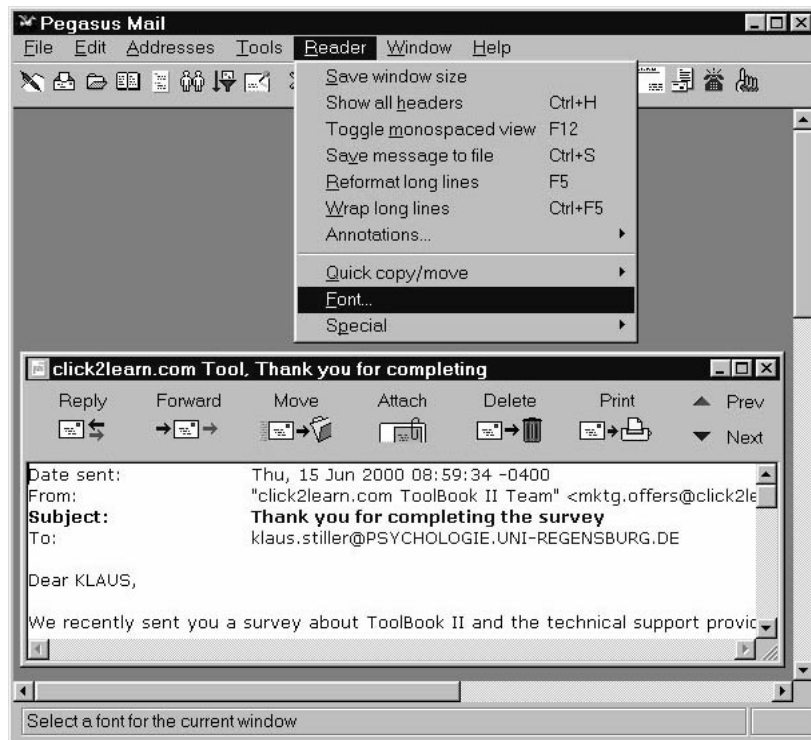 Pegasus Mail
File Edit Addresses Tools Reader Window Help
Save window size
Show all headers Ctrl+H
Toggle monospaced view F12
Save message to file Ctrl+S
Reformat long lines F5
Wrap long lines Ctrl+F5
Annotations...
Quick copy/move
Font...
Special
click2learn.com Tool, Thank you for completing
Reply Forward Move Attach Delete Print Prev
Next
Date sent: Thu, 15 Jun 2000 08:59:34 -0400
From: "click2learn.com ToolBook II Team" <mktg.offers@click2le
Subject: Thank you for completing the survey
To: klaus.stiller@PSYCHOLOGIE.UNI-REGENSBURG.DE
Dear KLAUS,
We recently sent you a survey about ToolBook II and the technical support provic
Select a font for the current window